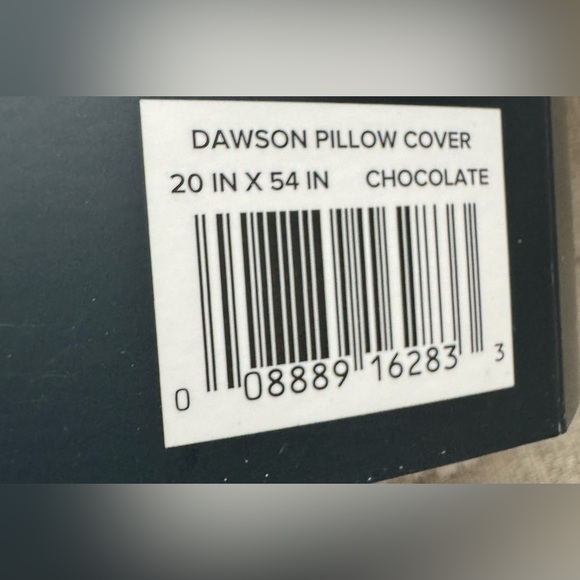 DAWSON PILLOW COVER
20 IN X 54 IN CHOCOLATE
0 08889 16283 3